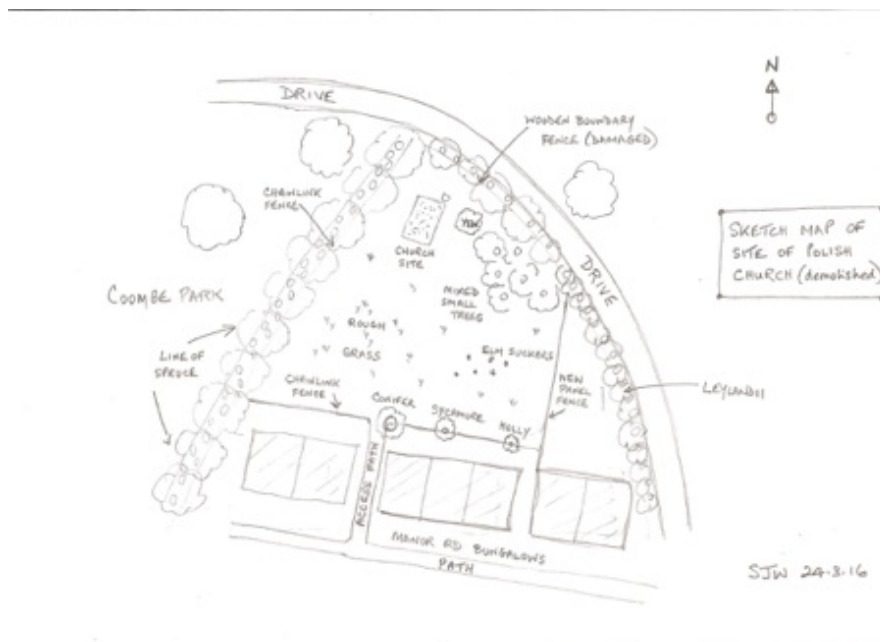 DRIVE
N
WOODEN BOUNDARY
FENCE (DAMAGED)
CHAINLINK
FENCE
YEW
CHURCH
SITE
SKETCH MAP OF
SITE OF POLISH
CHURCH (demolished)
DRIVE
COOMBE PARK
MIXED
SMALL
TREES
ROUGH
GRASS
LINE OF
SPRUCE
ELM SUCKERS
CHAINLINK
FENCE
NEW
PANEL
FENCE
LEYLANDII
CONIFER
SYCAMORE
HOLLY
ACCESS PATH
MANOR RD BUNGALOWS
PATH
SJW 24.3.16